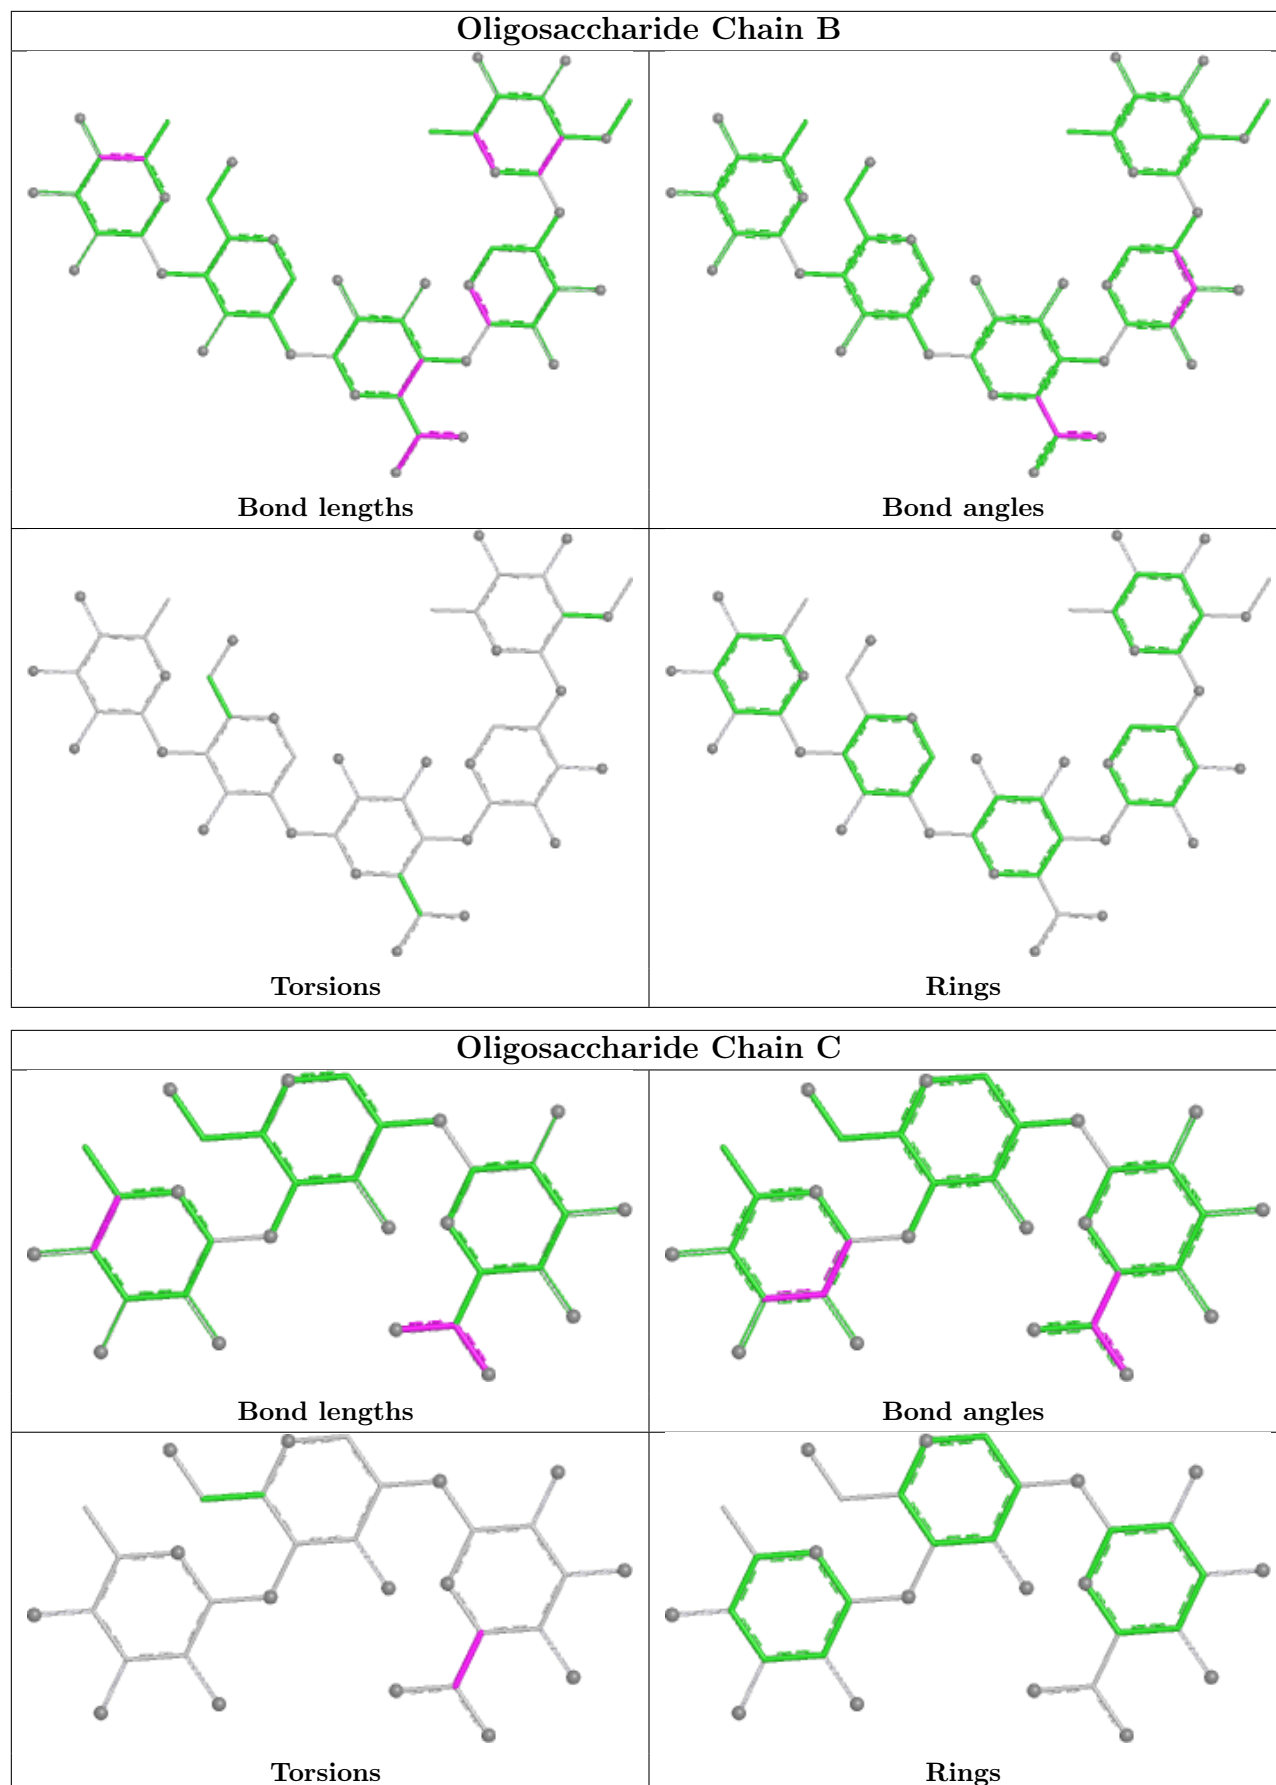 Oligosaccharide Chain B
Bond lengths
Bond angles
Torsions
Rings
Oligosaccharide Chain C
Bond lengths
Bond angles
Torsions
Rings